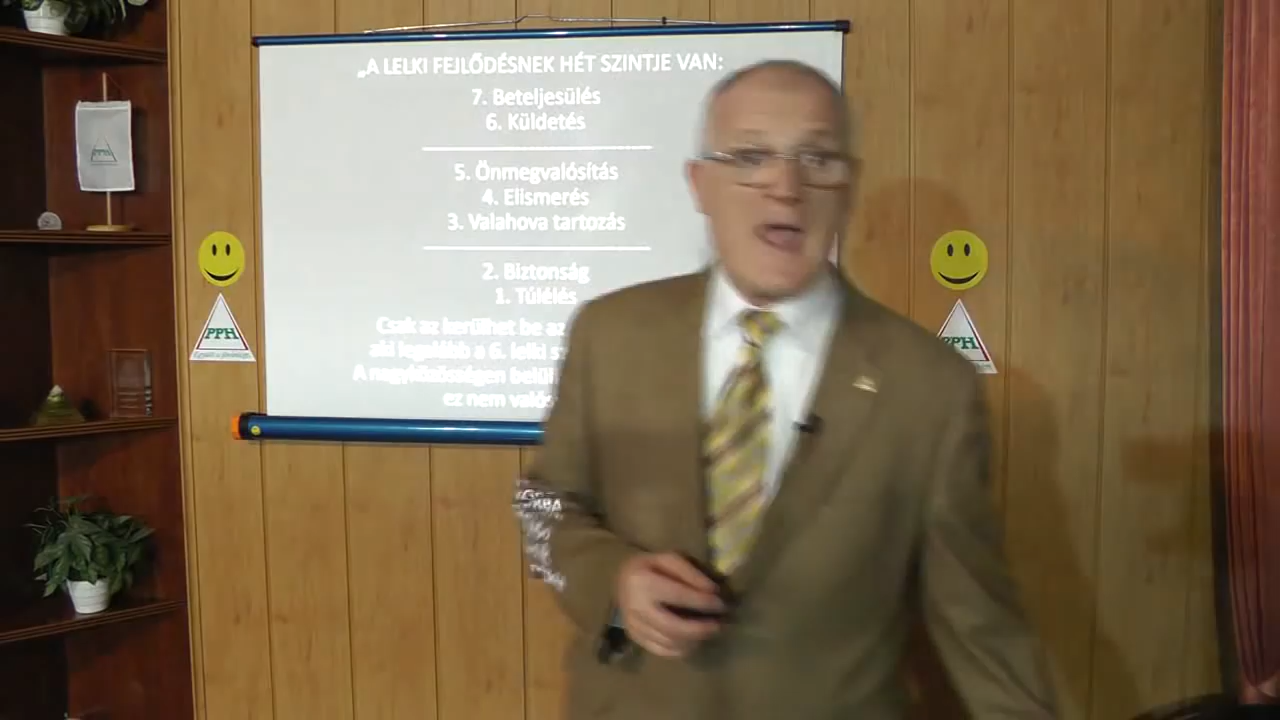 „A LELKI FEJLŐDÉSNEK HÉT SZINTJE VAN:
7. Beteljesülés
6. Küldetés
5. Önmegvalósítás
4. Elismerés
3. Valahova tartozás
2. Biztonság
1. Túlélés
Csak az kerülhet be az
aki legalább a 6. lelki
A nagyközösségen belül
ez nem
PPH
PPH
PPH